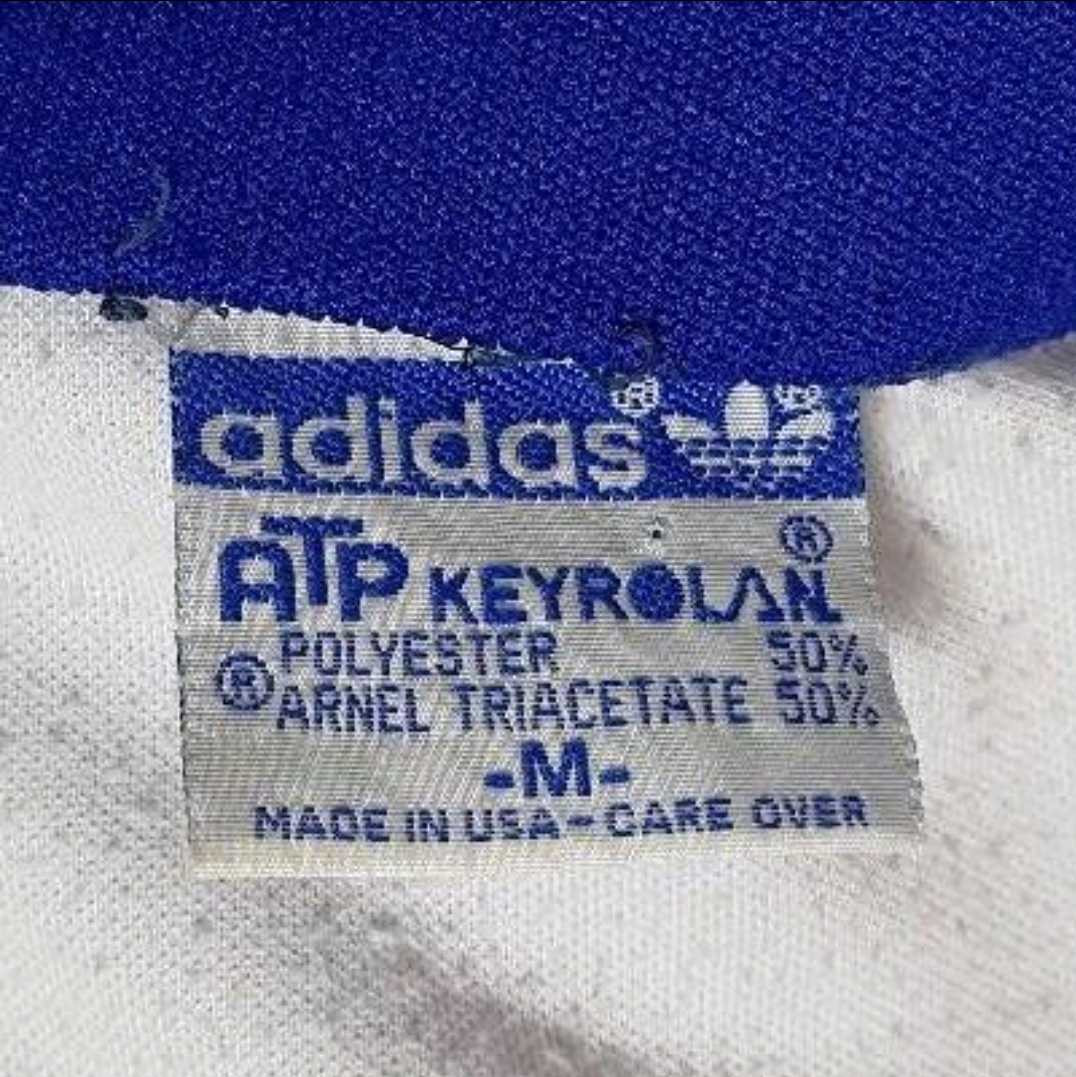 adidas®
ATP KEYROLAN®
POLYESTER 50%
®ARNEL TRIACETATE 50%
-M-
MADE IN USA-CARE OVER